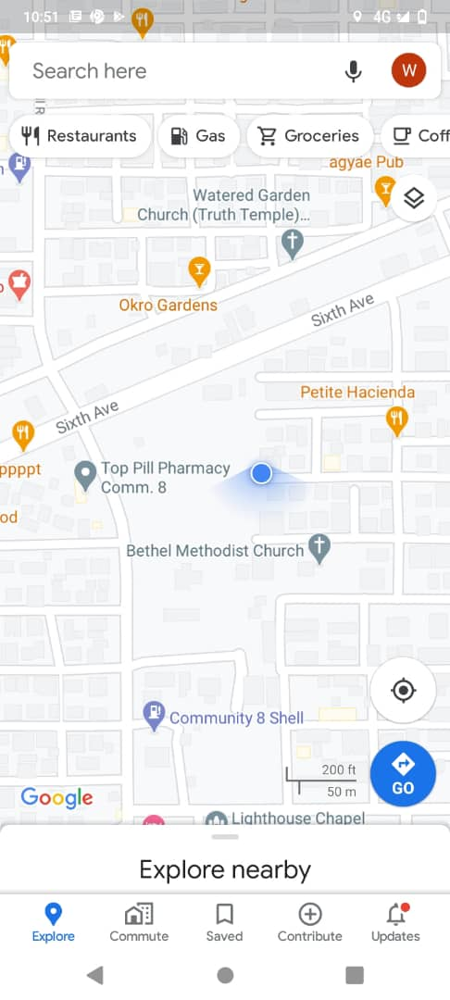 10:51
4G
Search here
W
Restaurants
Gas
Groceries
Coff
agyae Pub
Watered Garden
Church (Truth Temple)...
Okro Gardens
Sixth Ave
Petite Hacienda
Sixth Ave
ppppt
Top Pill Pharmacy
Comm. 8
od
Bethel Methodist Church
Community 8 Shell
200 ft
50 m
GO
Google
Lighthouse Chapel
Explore nearby
Explore
Commute
Saved
Contribute
Updates